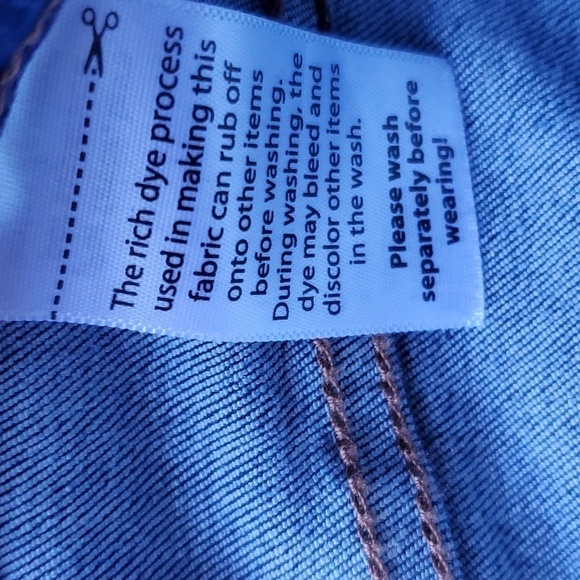 The rich dye process
used in making this
fabric can rub off
onto other items
before washing.
During washing, the
dye may bleed and
discolor other items
in the wash.
Please wash
separately before
wearing!